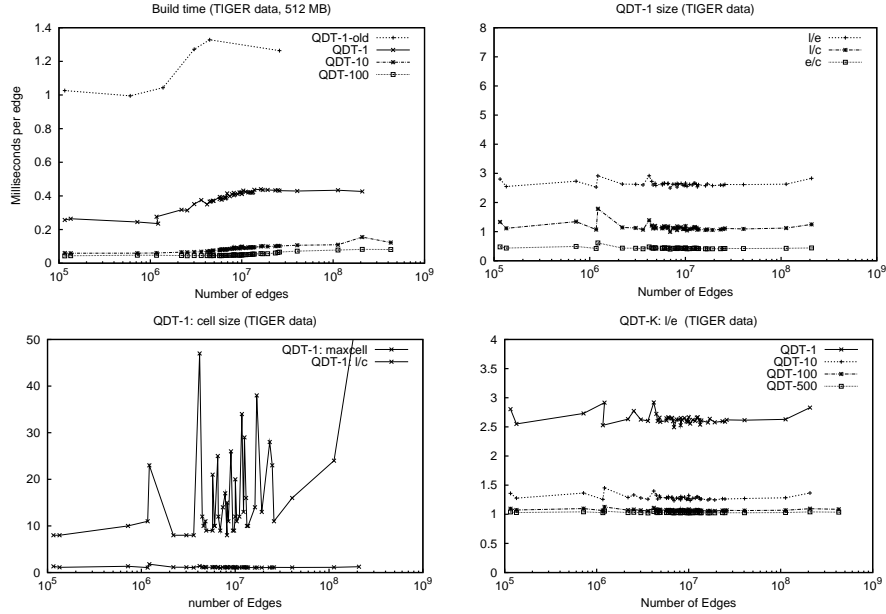 Build time (TIGER data, 512 MB)
Milliseconds per edge
1.4
1.2
1
0.8
0.6
0.4
0.2
0
QDT-1-old
QDT-1
QDT-10
QDT-100
10^5 10^6 10^7 10^8 10^9
Number of edges
QDT-1 size (TIGER data)
8
7
6
5
4
3
2
1
0
l/e
l/c
e/c
10^5 10^6 10^7 10^8 10^9
Number of Edges
QDT-1: cell size (TIGER data)
50
40
30
20
10
0
QDT-1: maxcell
QDT-1: l/c
10^5 10^6 10^7 10^8 10^9
number of Edges
QDT-K: l/e (TIGER data)
4
3.5
3
2.5
2
1.5
1
0.5
0
QDT-1
QDT-10
QDT-100
QDT-500
10^5 10^6 10^7 10^8 10^9
Number of Edges